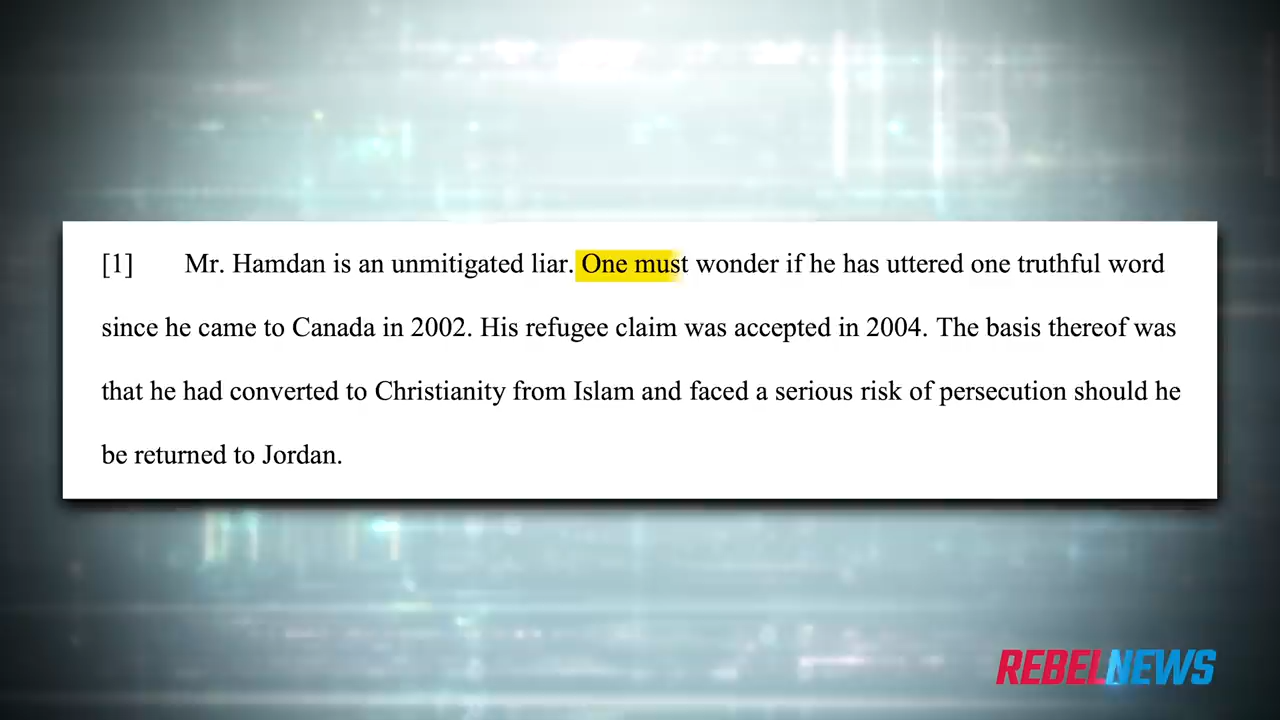 [1] Mr. Hamdan is an unmitigated liar. One must wonder if he has uttered one truthful word
since he came to Canada in 2002. His refugee claim was accepted in 2004. The basis thereof was
that he had converted to Christianity from Islam and faced a serious risk of persecution should he
be returned to Jordan.
REBELNEWS